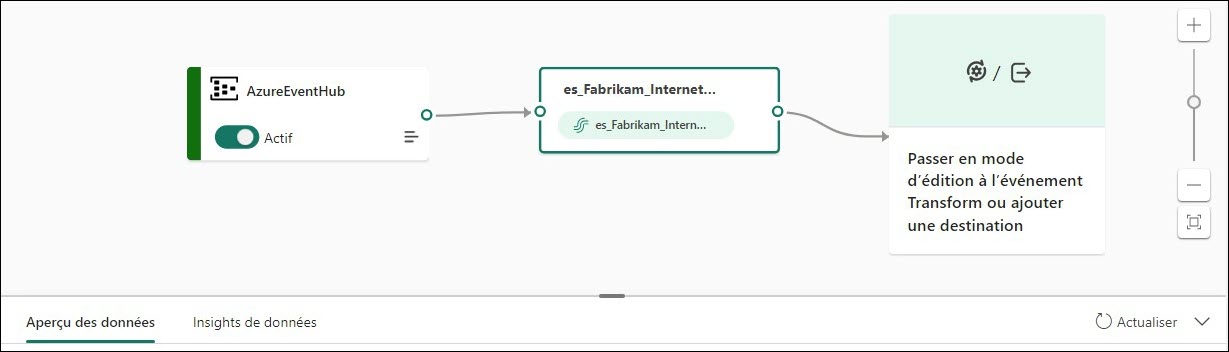 AzureEventHub
Actif
es_Fabrikam_Internet...
es_Fabrikam_Intern...
/
Passer en mode
d'édition à l'événement
Transform ou ajouter
une destination
Aperçu des données
Insights de données
Actualiser